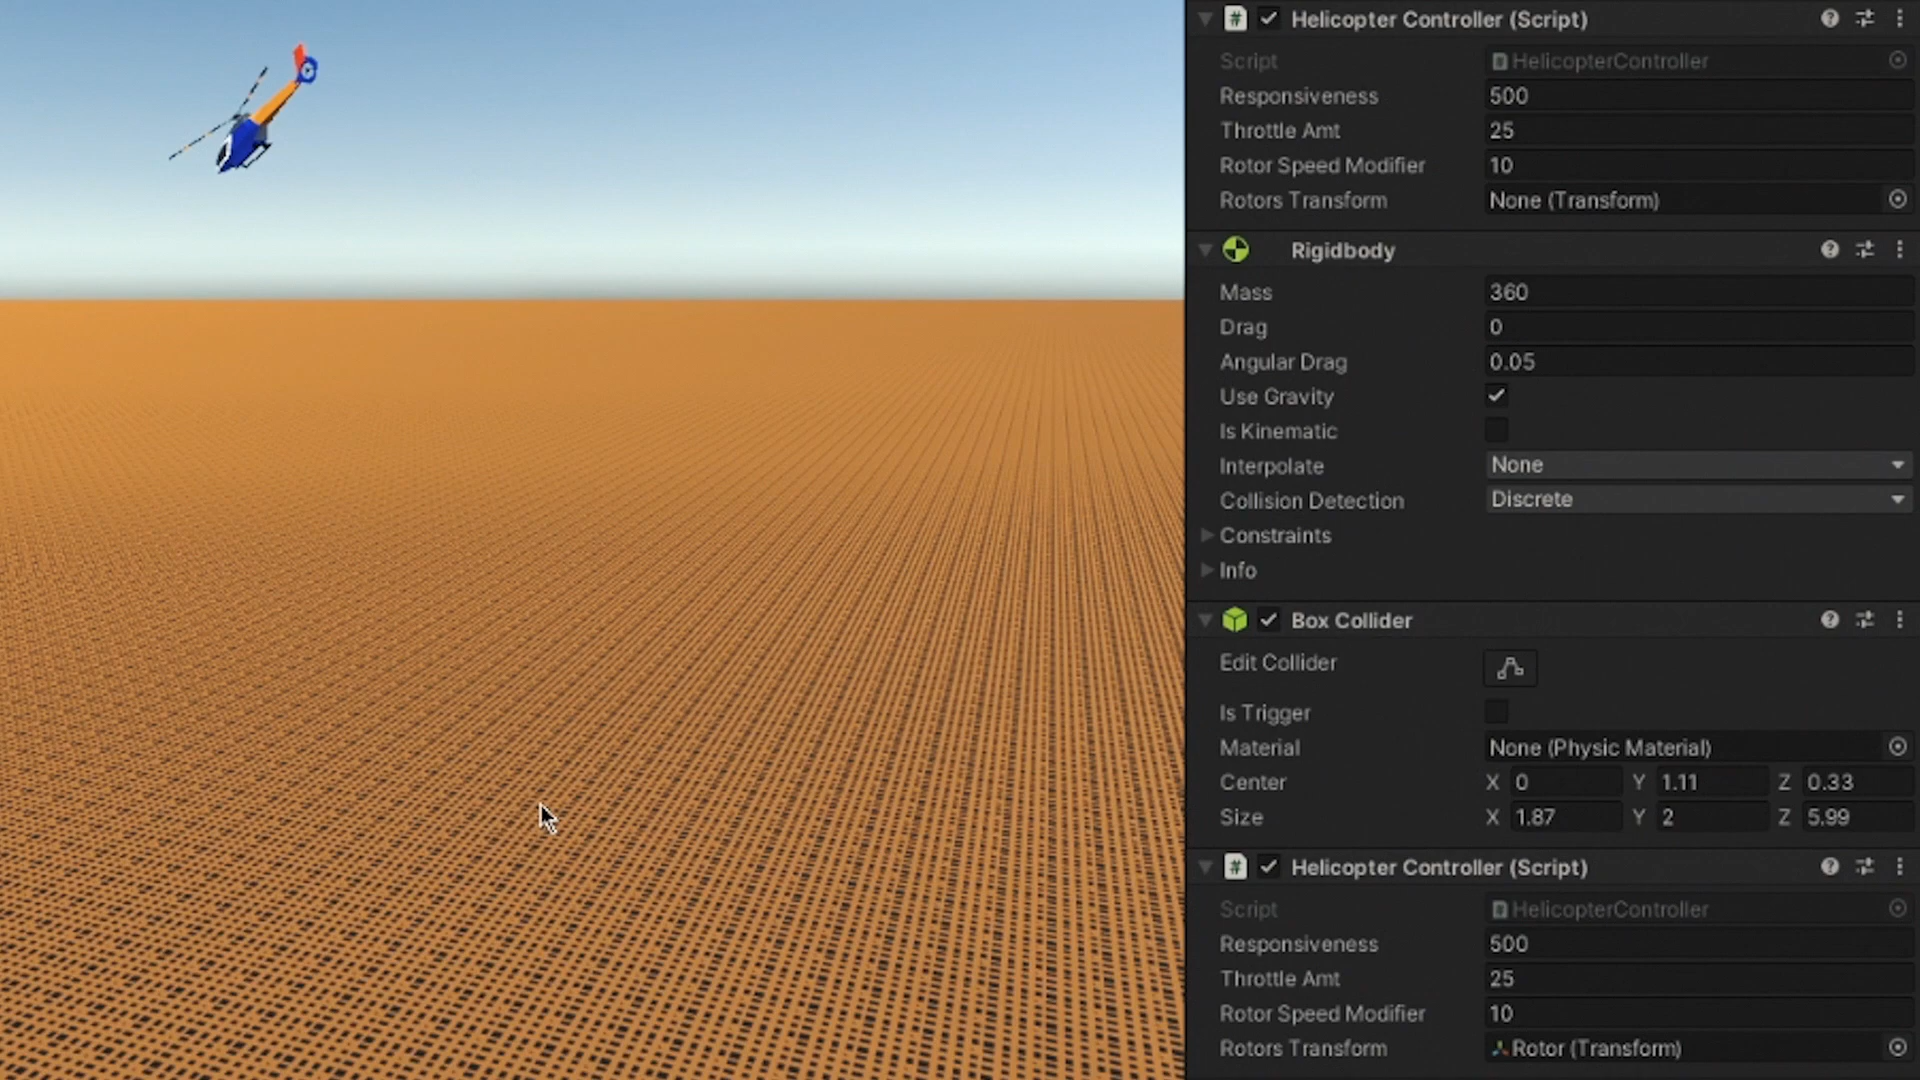 Helicopter Controller (Script)
Script HelicopterController
Responsiveness 500
Throttle Amt 25
Rotor Speed Modifier 10
Rotors Transform None (Transform)
Rigidbody
Mass 360
Drag 0
Angular Drag 0.05
Use Gravity
Is Kinematic
Interpolate None
Collision Detection Discrete
Constraints
Info
Box Collider
Edit Collider
Is Trigger
Material None (Physic Material)
Center X 0 Y 1.11 Z 0.33
Size X 1.87 Y 2 Z 5.99
Helicopter Controller (Script)
Script HelicopterController
Responsiveness 500
Throttle Amt 25
Rotor Speed Modifier 10
Rotors Transform Rotor (Transform)